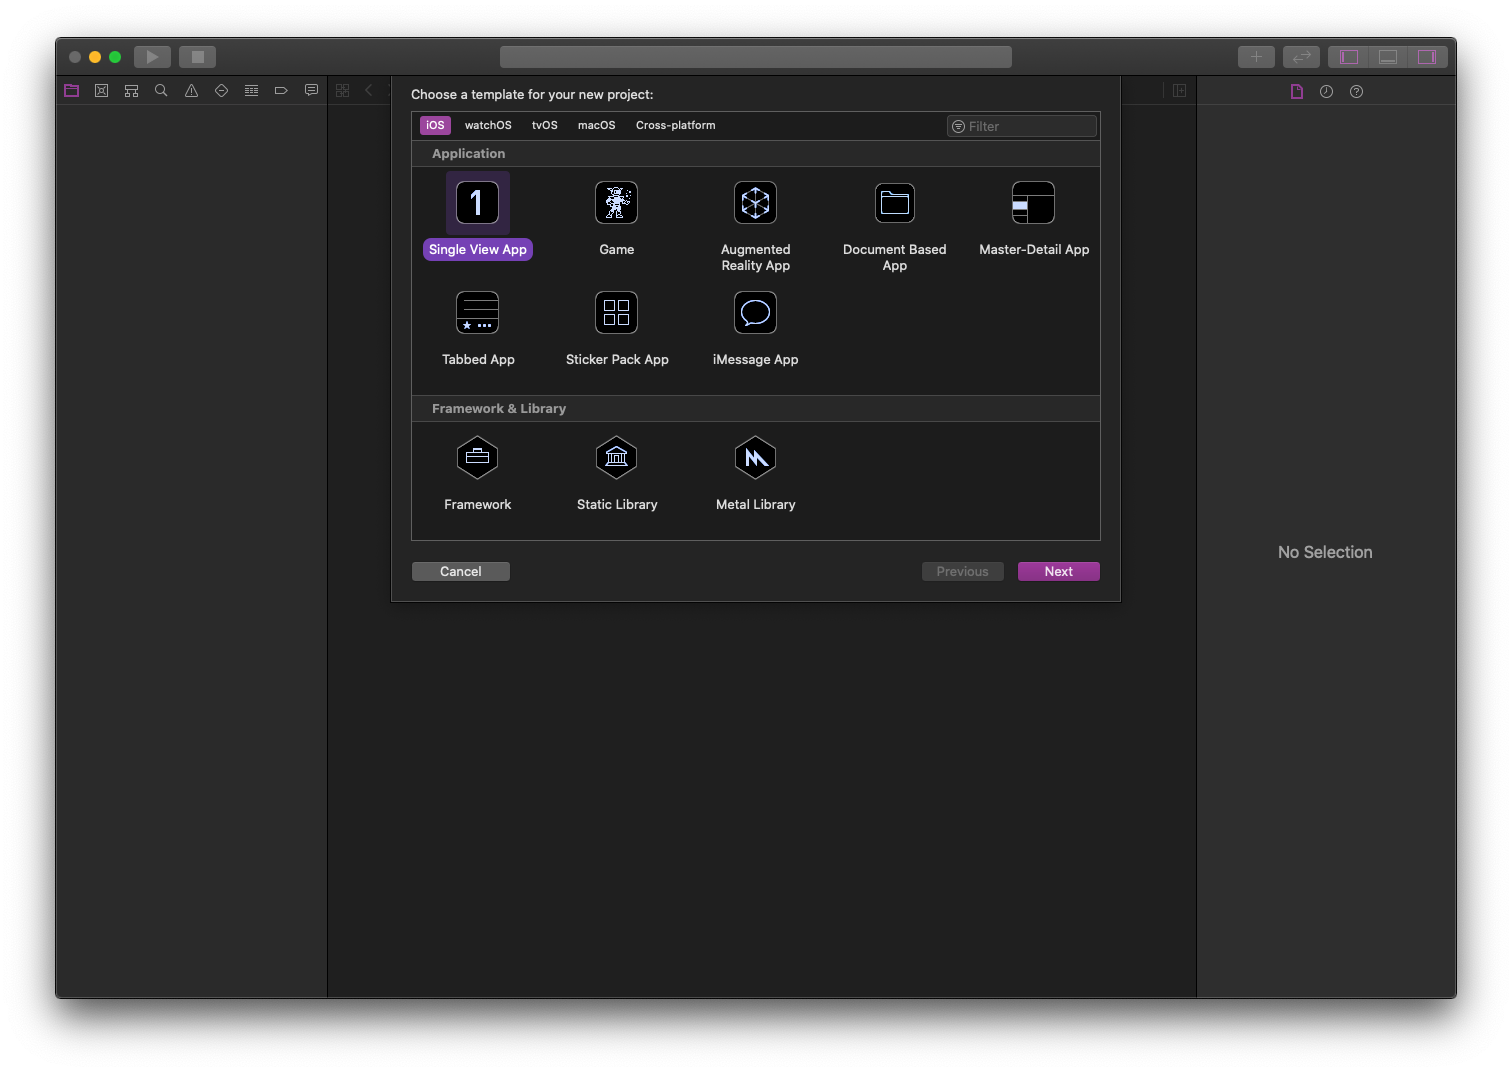 Choose a template for your new project:
iOS watchOS tvOS macOS Cross-platform Filter
Application
1
Single View App Game Augmented Reality App Document Based App Master-Detail App
Tabbed App Sticker Pack App iMessage App
Framework & Library
Framework Static Library Metal Library
No Selection
Cancel Previous Next